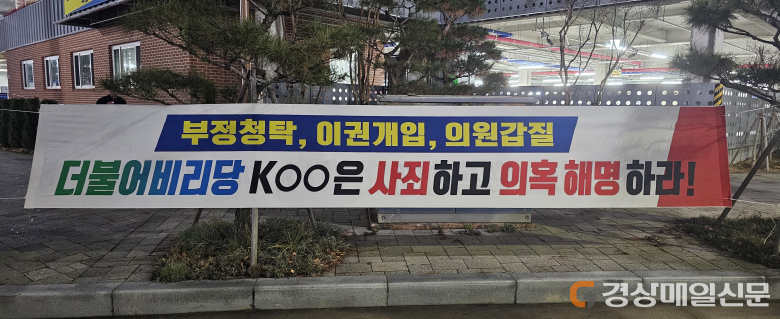 부정청탁, 이권개입, 의원갑질
더불어비리당 K○○은 사죄하고 의혹 해명 하라!
경상매일신문